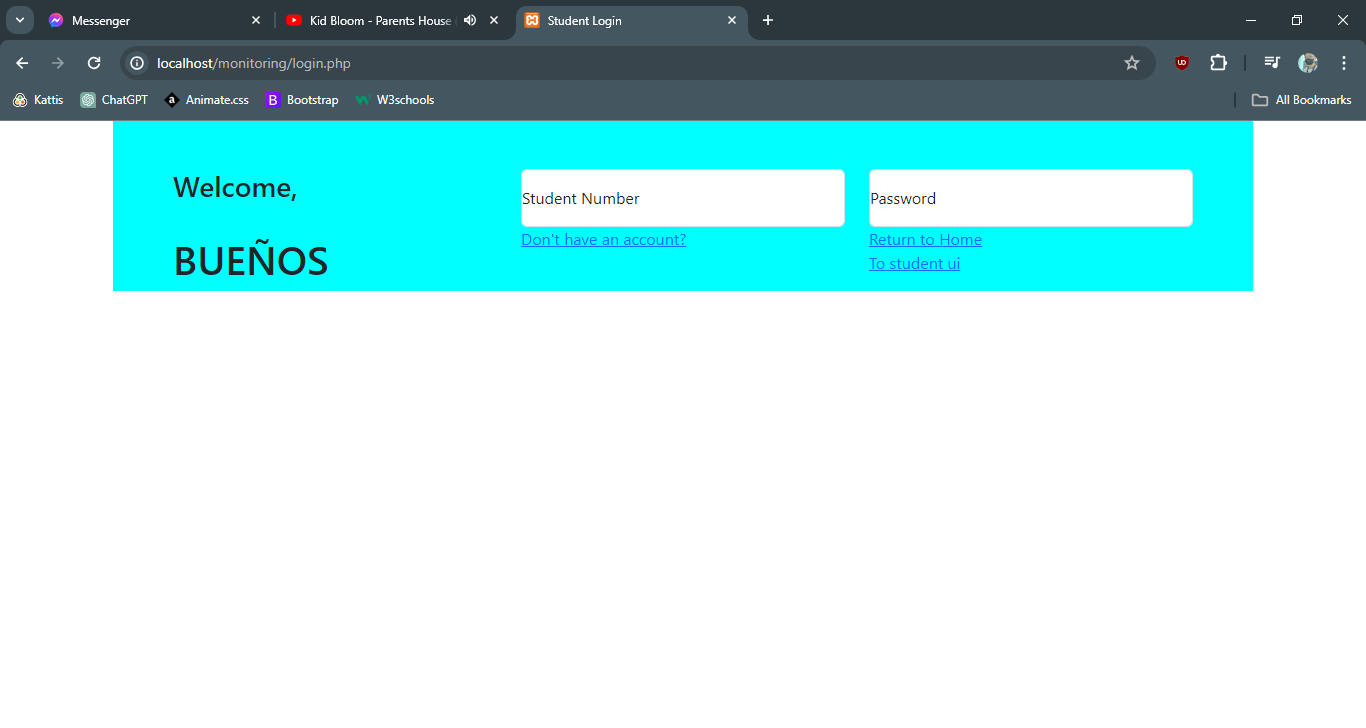 Messenger
Kid Bloom - Parents House
Student Login
localhost/monitoring/login.php
Kattis
ChatGPT
Animate.css
Bootstrap
W3schools
All Bookmarks
Welcome,
BUEÑOS
Student Number
Don't have an account?
Password
Return to Home
To student ui